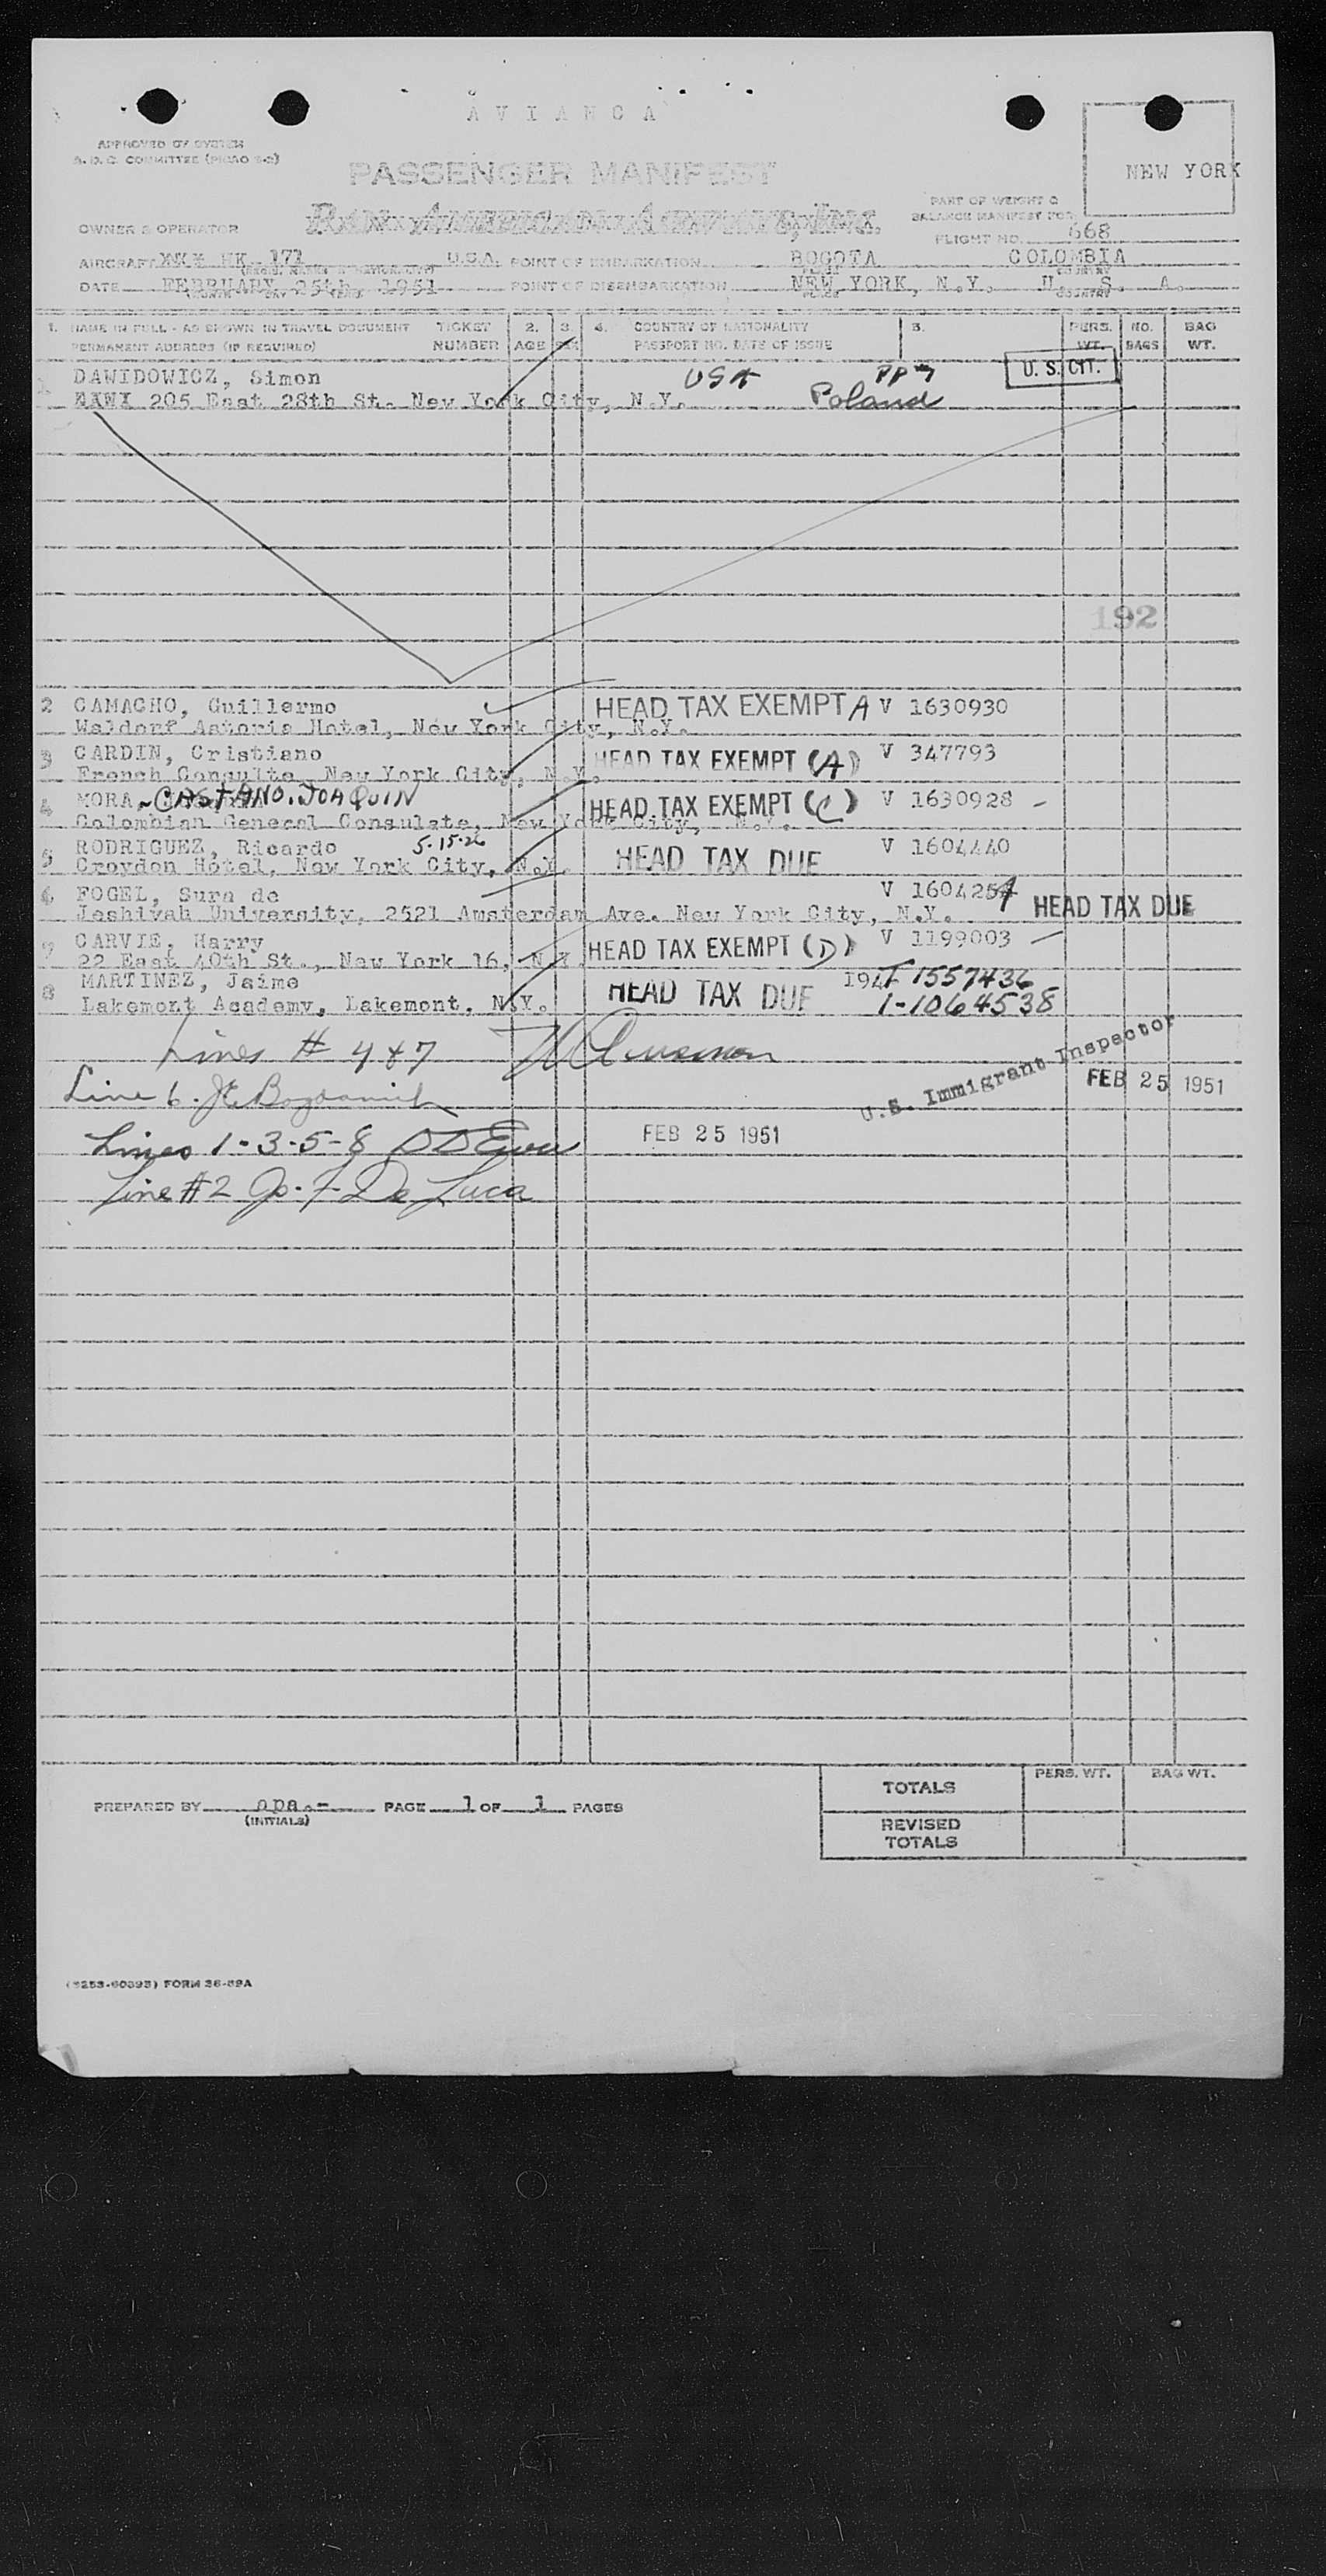 A V I A N C A
APPROVED BY SYSTEM
NEW YORK
PASSENGER MANIFEST
PART OF WEIGHT &
BALANCE MANIFEST FOR
OWNER & OPERATOR
FLIGHT NO. 668
AIRCRAFT HK 171 U.S.A. POINT OF EMBARKATION BOGOTA COLOMBIA
DATE FEBRUARY 25th, 1951 POINT OF DISEMBARKATION NEW YORK, N.Y. U. S. A.
1. NAME IN FULL - AS SHOWN IN TRAVEL DOCUMENT TICKET 2. 3. 4. COUNTRY OF NATIONALITY 5. PERS. NO. BAG
PERMANENT ADDRESS (IF REQUIRED) NUMBER AGE SEX PASSPORT NO. DATE OF ISSUE WT. BAGS WT.
DAWIDOWICZ, Simon USA PP U. S. CIT.
205 East 28th St. New York City, N.Y. Poland
192
2 CAMACHO, Guillermo HEAD TAX EXEMPT A V 1630930
Waldorf Astoria Hotel, New York City, N.Y.
3 CARDIN, Cristiano HEAD TAX EXEMPT (A) V 347793
French Consulte, New York City, N.Y.
4 MORA-CASTANO.JOAQUIN HEAD TAX EXEMPT (C) V 1630928
Colombian General Consulate, New York City, N.Y.
5 RODRIGUEZ, Ricardo 5.15.26 HEAD TAX DUE V 1604440
Croydon Hotel, New York City, N.Y.
6 FOGEL, Sura de V 1604254 HEAD TAX DUE
Jeshivah University, 2521 Amsterdam Ave. New York City, N.Y.
7 CARVIE, Harry HEAD TAX EXEMPT (D) V 1199003
22 East 40th St., New York 16, N.Y.
8 MARTINEZ, Jaime HEAD TAX DUE 194 T 1557436
Lakemont Academy, Lakemont, N.Y. 1-1064538
Lines # 4 & 7
U.S. Immigrant Inspector
FEB 25 1951
Line 6.
Lines 1-3-5-8 FEB 25 1951
Line #2 Jo. F. De Luca
TOTALS PERS. WT. BAG WT.
PREPARED BY opa.- PAGE 1 OF 1 PAGES
(INITIALS)
REVISED
TOTALS
FORM 36-89A